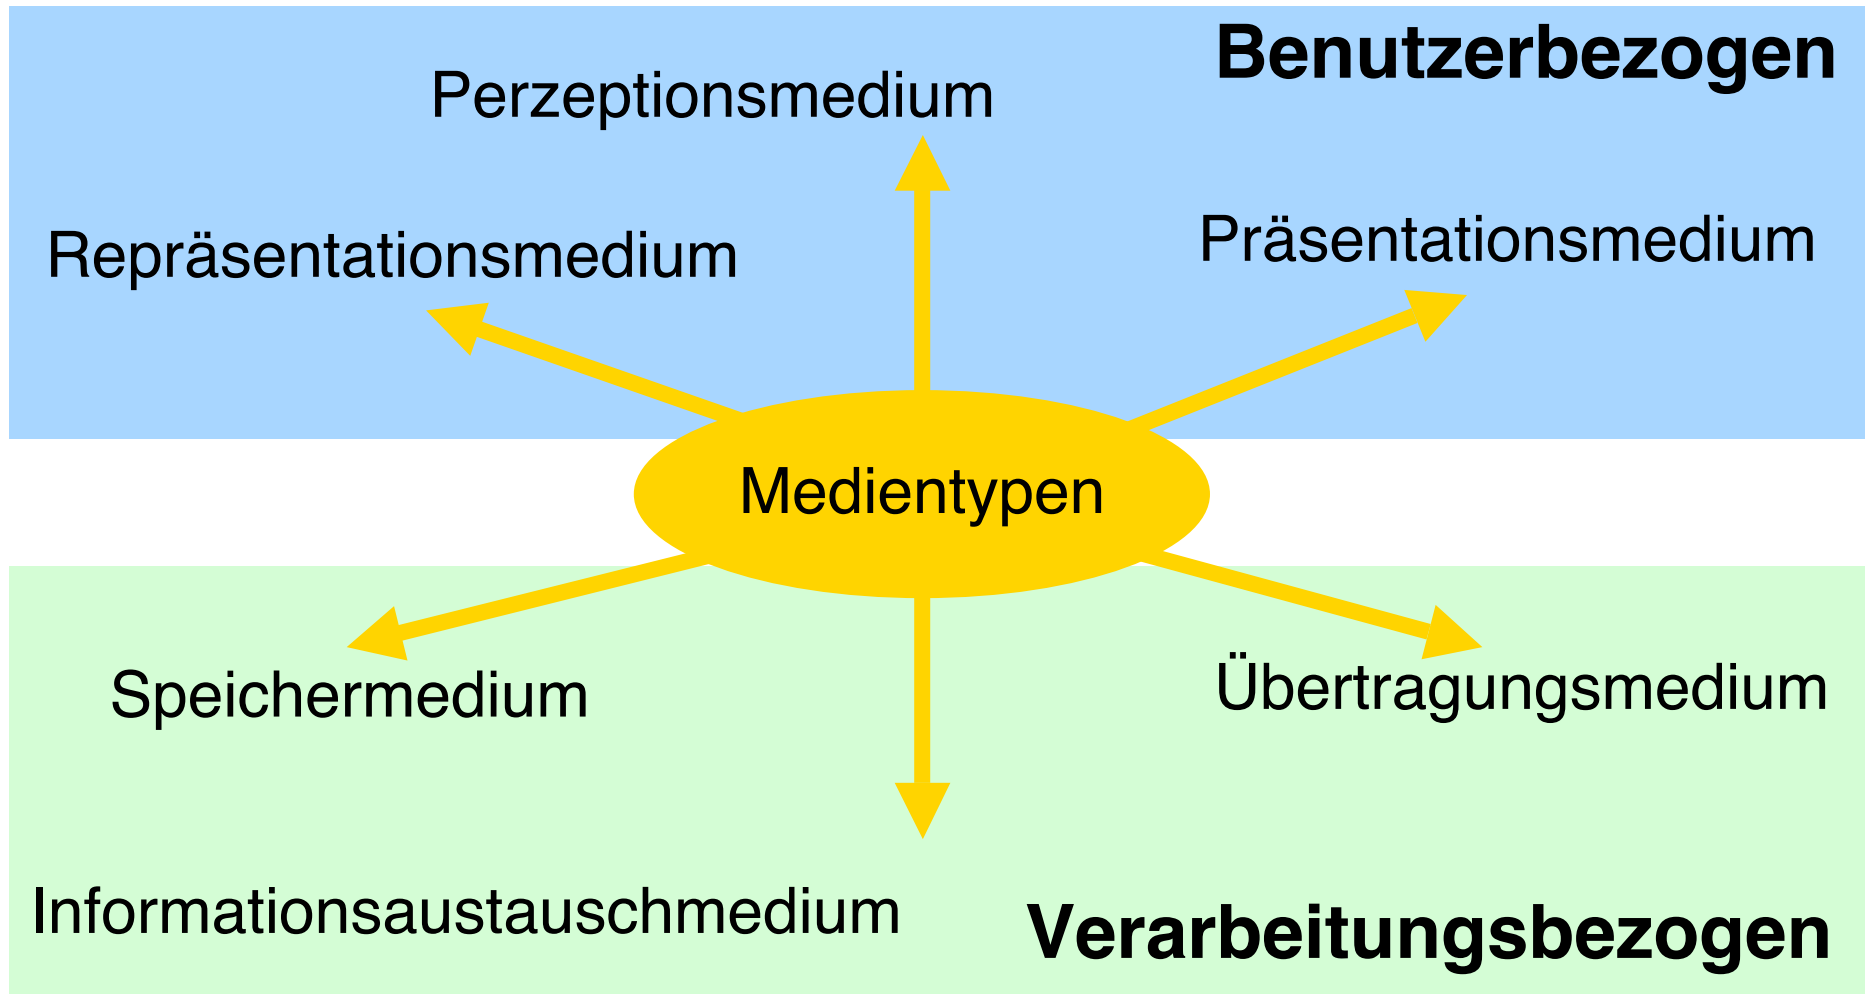 Benutzerbezogen
Perzeptionsmedium
Repräsentationsmedium
Präsentationsmedium
Medientypen
Speichermedium
Übertragungsmedium
Informationsaustauschmedium
Verarbeitungsbezogen